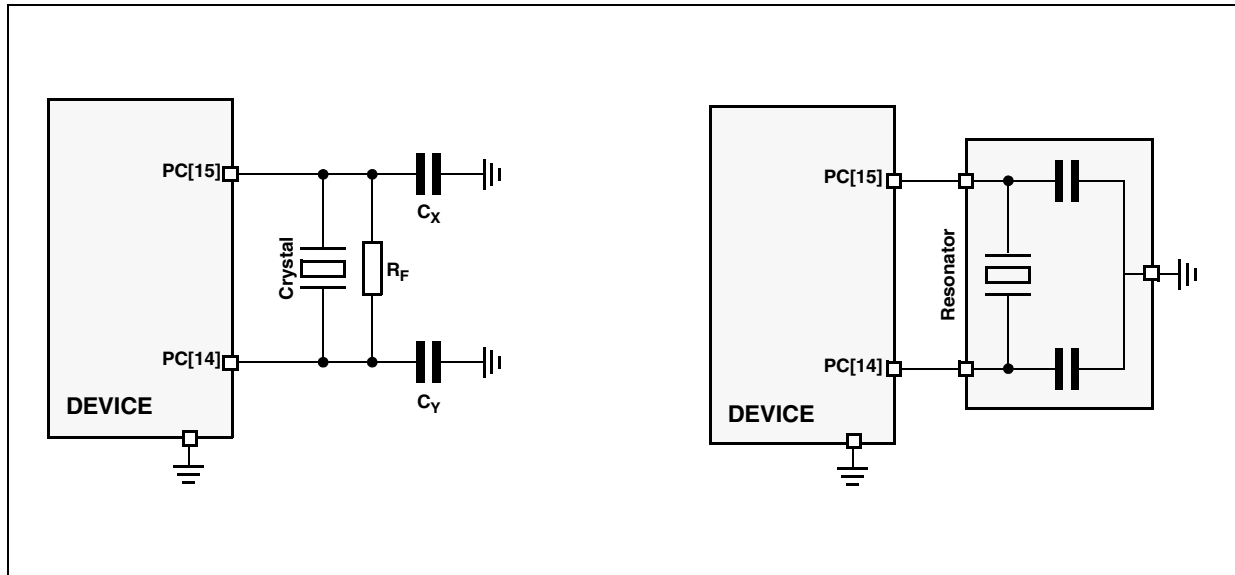 PC[15]
Crystal
R_F
C_X
PC[14]
C_Y
DEVICE
PC[15]
Resonator
PC[14]
DEVICE